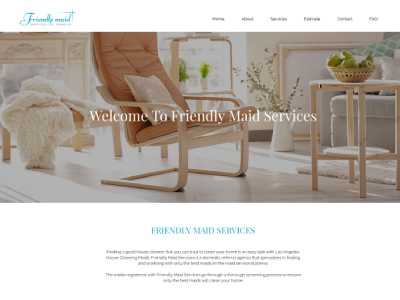 Friendly maid
Home
About
Services
Estimate
Contact
FAQ
Welcome To Friendly Maid Services
FRIENDLY MAID SERVICES
Finding a good house cleaner that you can trust to clean your home is an easy task with Los Angeles
House Cleaning Maids. Friendly Maid Services is a domestic referral agency that specializes in finding
and working with only the best maids in the maid service sector.
The maids registered with Friendly Maid Services go through a thorough screening process to ensure
only the best maids will clean your home.